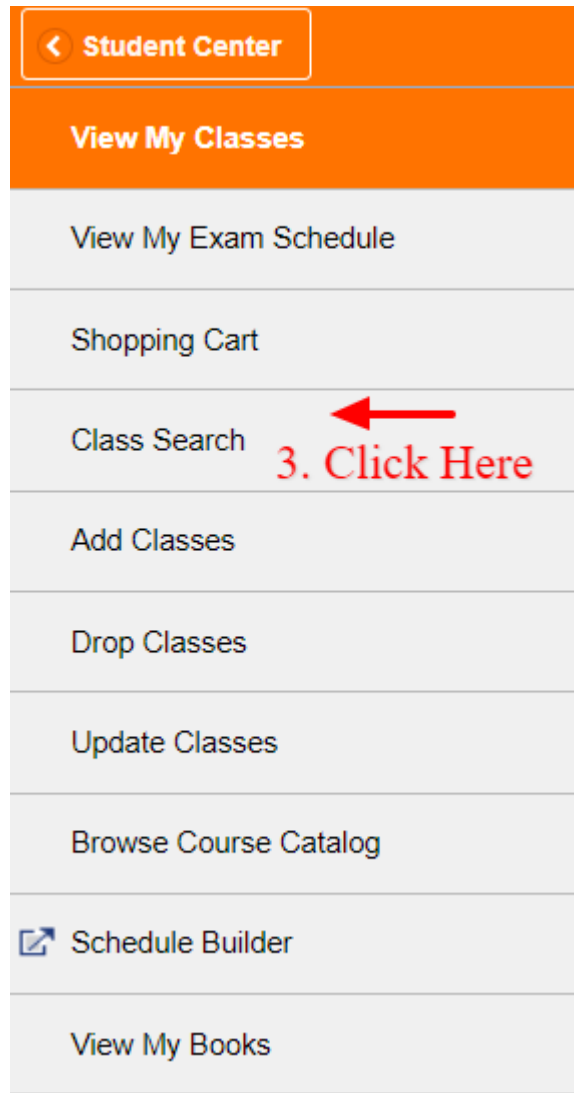 Student Center
View My Classes
View My Exam Schedule
Shopping Cart
Class Search
3. Click Here
Add Classes
Drop Classes
Update Classes
Browse Course Catalog
Schedule Builder
View My Books